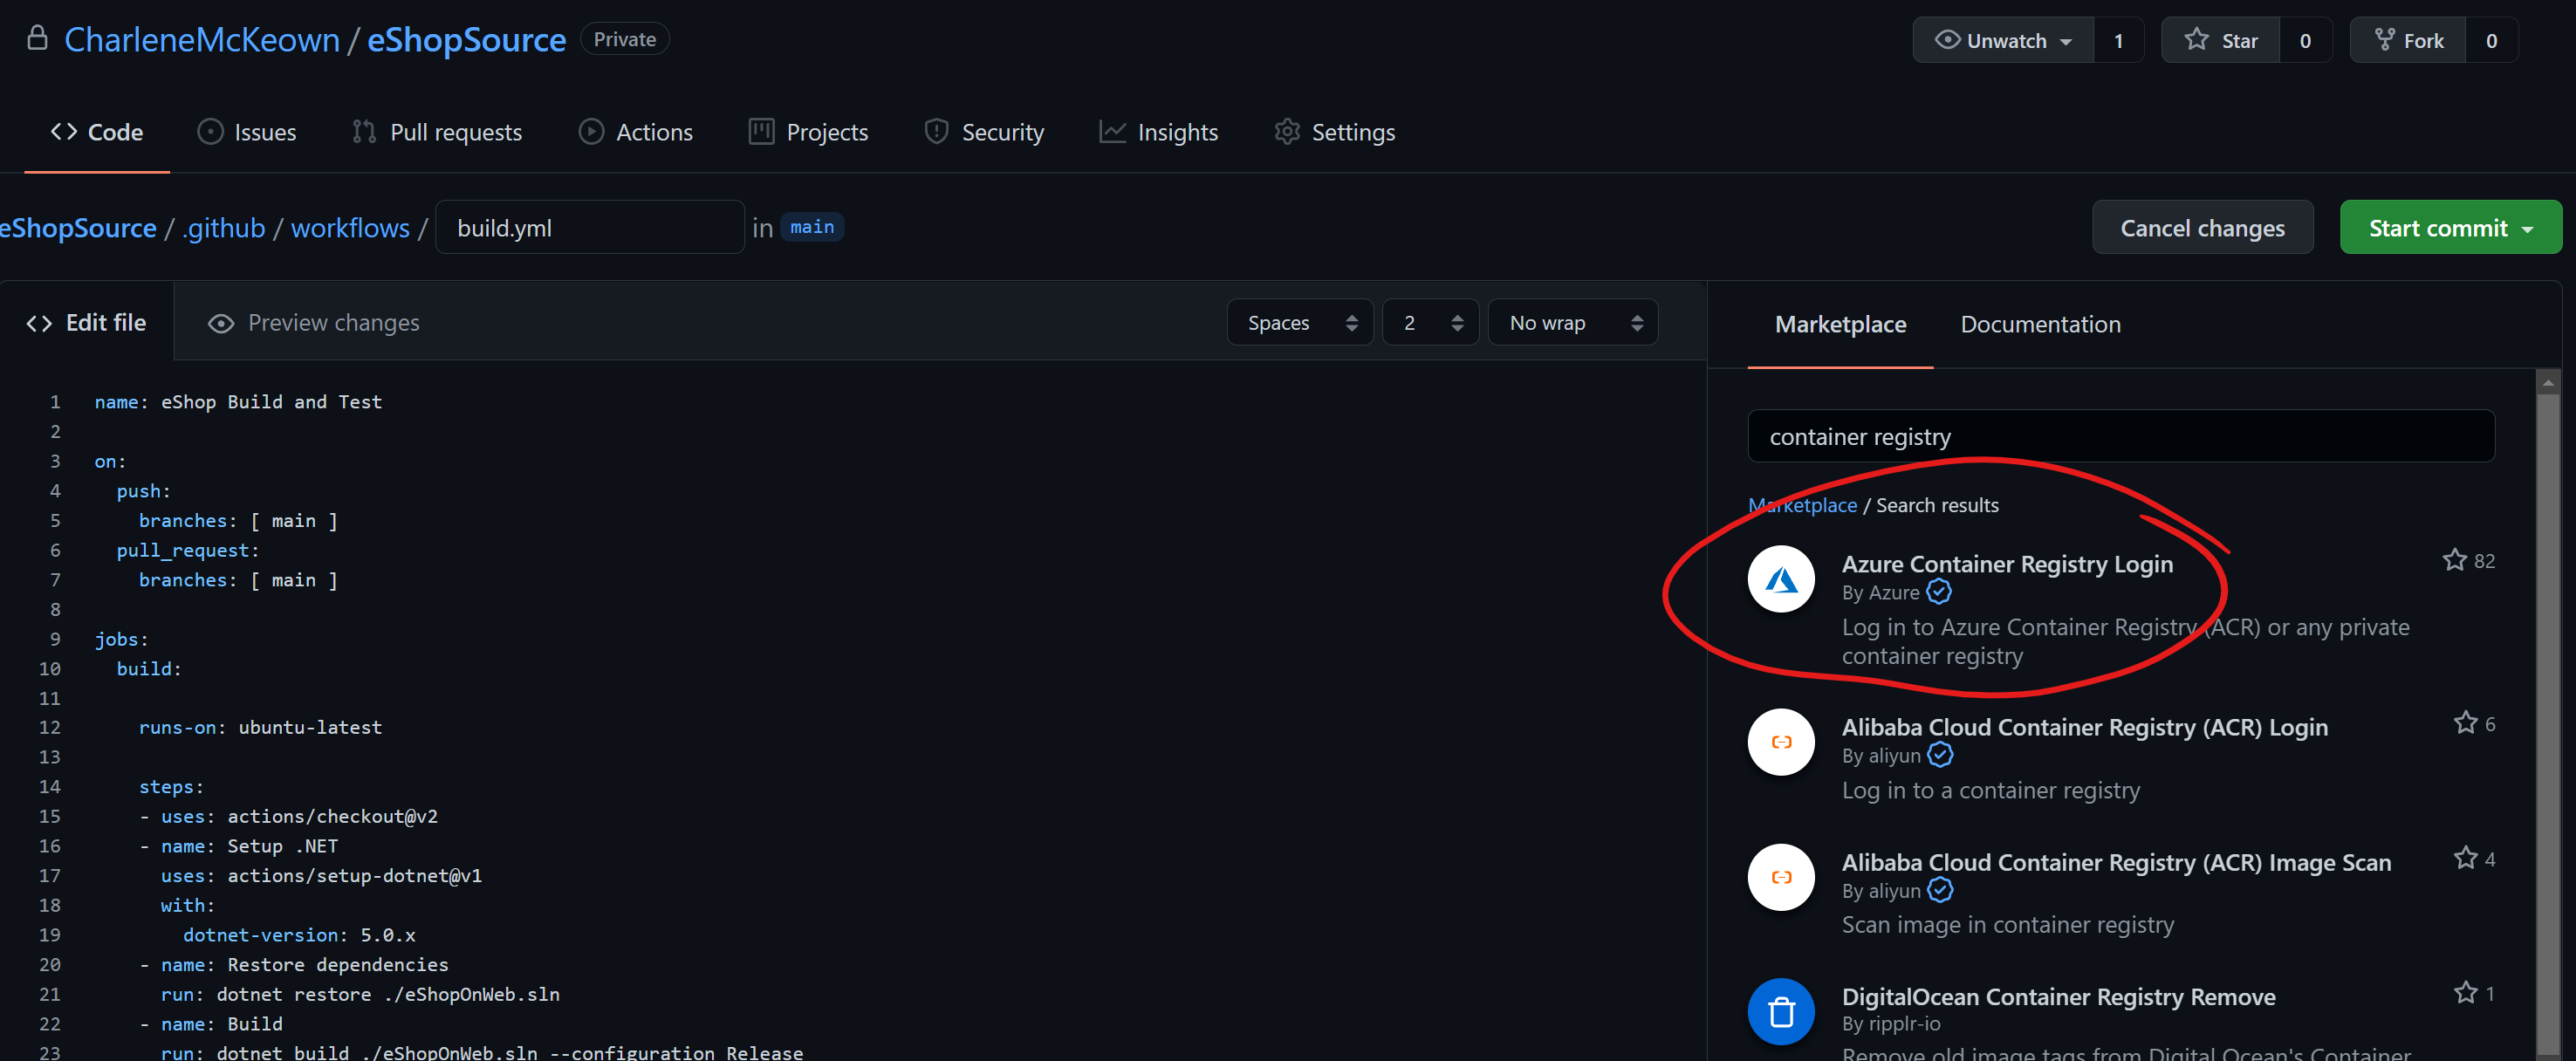 CharleneMcKeown / eShopSource Private
Unwatch 1 Star 0 Fork 0
Code Issues Pull requests Actions Projects Security Insights Settings
eShopSource / .github / workflows / build.yml in main
Cancel changes Start commit
Edit file Preview changes Spaces 2 No wrap
1 name: eShop Build and Test
2
3 on:
4 push:
5 branches: [ main ]
6 pull_request:
7 branches: [ main ]
8
9 jobs:
10 build:
11
12 runs-on: ubuntu-latest
13
14 steps:
15 - uses: actions/checkout@v2
16 - name: Setup .NET
17 uses: actions/setup-dotnet@v1
18 with:
19 dotnet-version: 5.0.x
20 - name: Restore dependencies
21 run: dotnet restore ./eShopOnWeb.sln
22 - name: Build
23 run: dotnet build ./eShopOnWeb.sln --configuration Release
Marketplace Documentation
container registry
Marketplace / Search results
Azure Container Registry Login 82
By Azure
Log in to Azure Container Registry (ACR) or any private
container registry
Alibaba Cloud Container Registry (ACR) Login 6
By aliyun
Log in to a container registry
Alibaba Cloud Container Registry (ACR) Image Scan 4
By aliyun
Scan image in container registry
DigitalOcean Container Registry Remove 1
By ripplr-io
Remove old image tags from Digital Ocean's Container